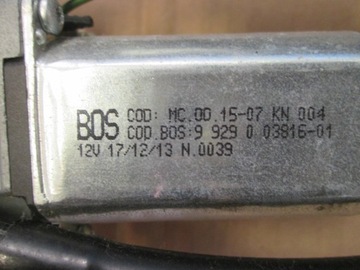 BOS COD: MC.00.15-07 KN 004
COD.BOS:9 929 0 03816-01
12V 17/12/13 N.0039